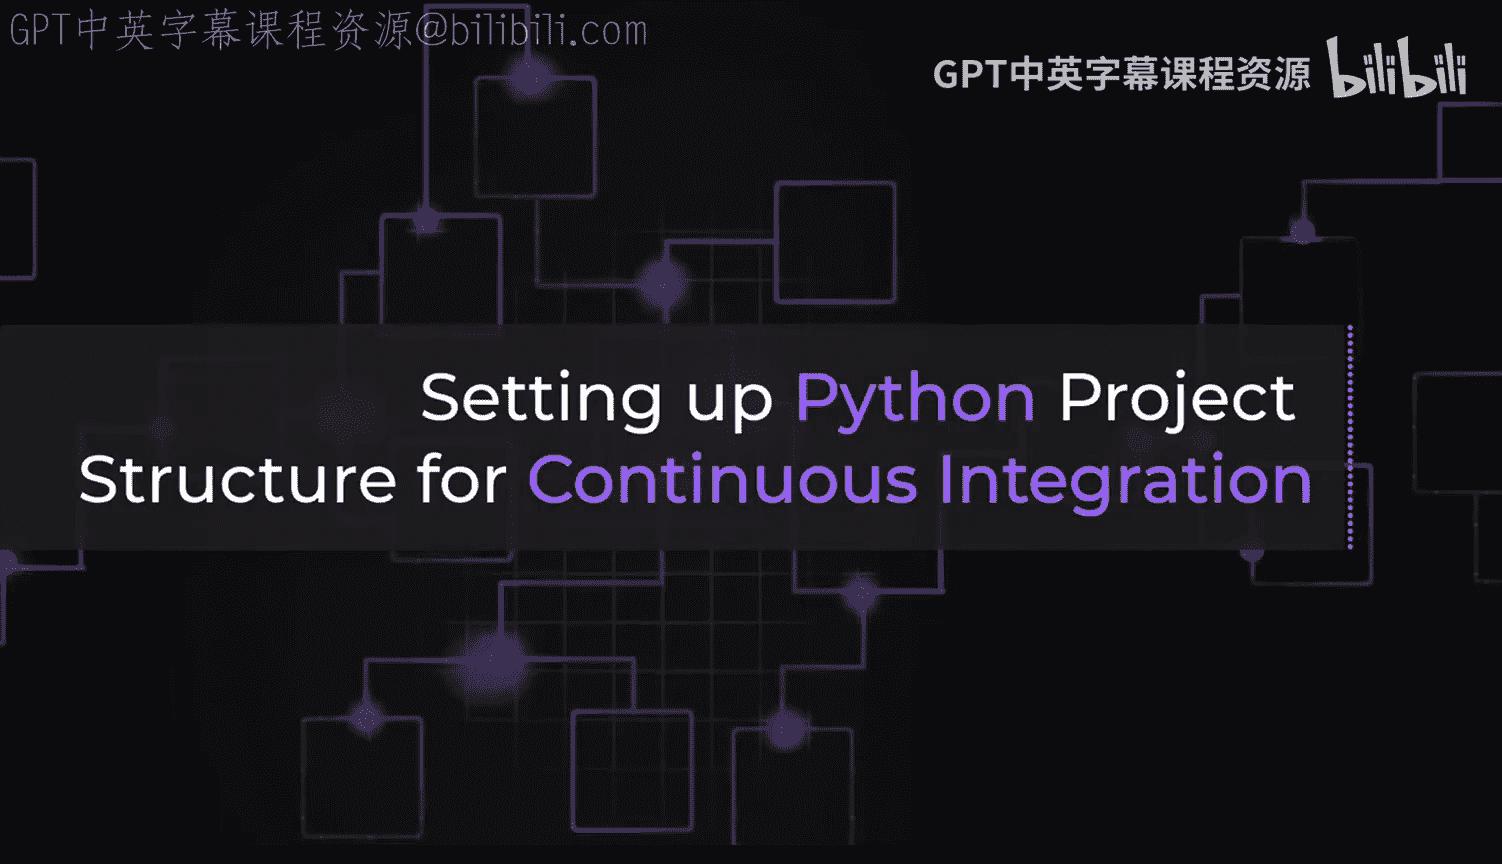 GPT中英字幕课程资源@bilibili.com
GPT中英字幕课程资源 bilibili
Setting up Python Project
Structure for Continuous Integration